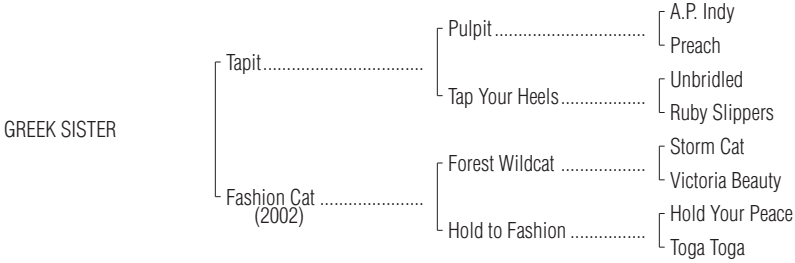 A.P. Indy
Pulpit..............................
Preach
Tapit................................
Unbridled
Tap Your Heels.................
Ruby Slippers
GREEK SISTER
Storm Cat
Forest Wildcat .................
Victoria Beauty
Fashion Cat .....................
(2002)
Hold Your Peace
Hold to Fashion ...............
Toga Toga